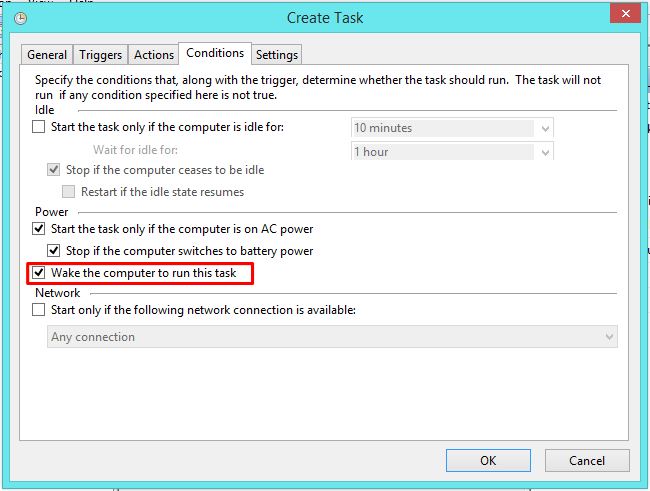 Create Task
General Triggers Actions Conditions Settings
Specify the conditions that, along with the trigger, determine whether the task should run. The task will not
run if any condition specified here is not true.
Idle
Start the task only if the computer is idle for: 10 minutes
Wait for idle for: 1 hour
Stop if the computer ceases to be idle
Restart if the idle state resumes
Power
Start the task only if the computer is on AC power
Stop if the computer switches to battery power
Wake the computer to run this task
Network
Start only if the following network connection is available:
Any connection
OK Cancel